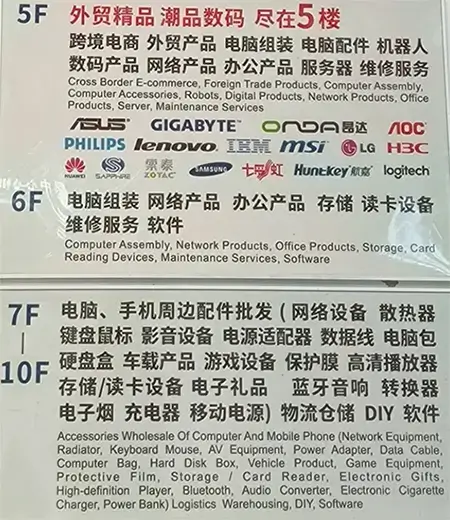 5F 外贸精品 潮品数码 尽在5楼
跨境电商 外贸产品 电脑组装 电脑配件 机器人
数码产品 网络产品 办公产品 服务器 维修服务
Cross Border E-commerce, Foreign Trade Products, Computer Assembly,
Computer Accessories, Robots, Digital Products, Network Products, Office
Products, Server, Maintenance Services
ASUS GIGABYTE ONDA 昂达 AOC
PHILIPS lenovo IBM msi LG H3C
HUAWEI SAPPHIRE 索泰 ZOTAC SAMSUNG 七彩虹 HuntKey 航嘉 logitech
6F 电脑组装 网络产品 办公产品 存储 读卡设备
维修服务 软件
Computer Assembly, Network Products, Office Products, Storage, Card
Reading Devices, Maintenance Services, Software
7F 电脑、手机周边配件批发 ( 网络设备 散热器
| 键盘鼠标 影音设备 电源适配器 数据线 电脑包
10F 硬盘盒 车载产品 游戏设备 保护膜 高清播放器
存储/读卡设备 电子礼品 蓝牙音响 转换器
电子烟 充电器 移动电源) 物流仓储 DIY 软件
Accessories Wholesale Of Computer And Mobile Phone (Network Equipment,
Radiator, Keyboard Mouse, AV Equipment, Power Adapter, Data Cable,
Computer Bag, Hard Disk Box, Vehicle Product, Game Equipment,
Protective Film, Storage / Card Reader, Electronic Gifts,
High-definition Player, Bluetooth, Audio Converter, Electronic Cigarette
Charger, Power Bank) Logistics Warehousing, DIY, Software